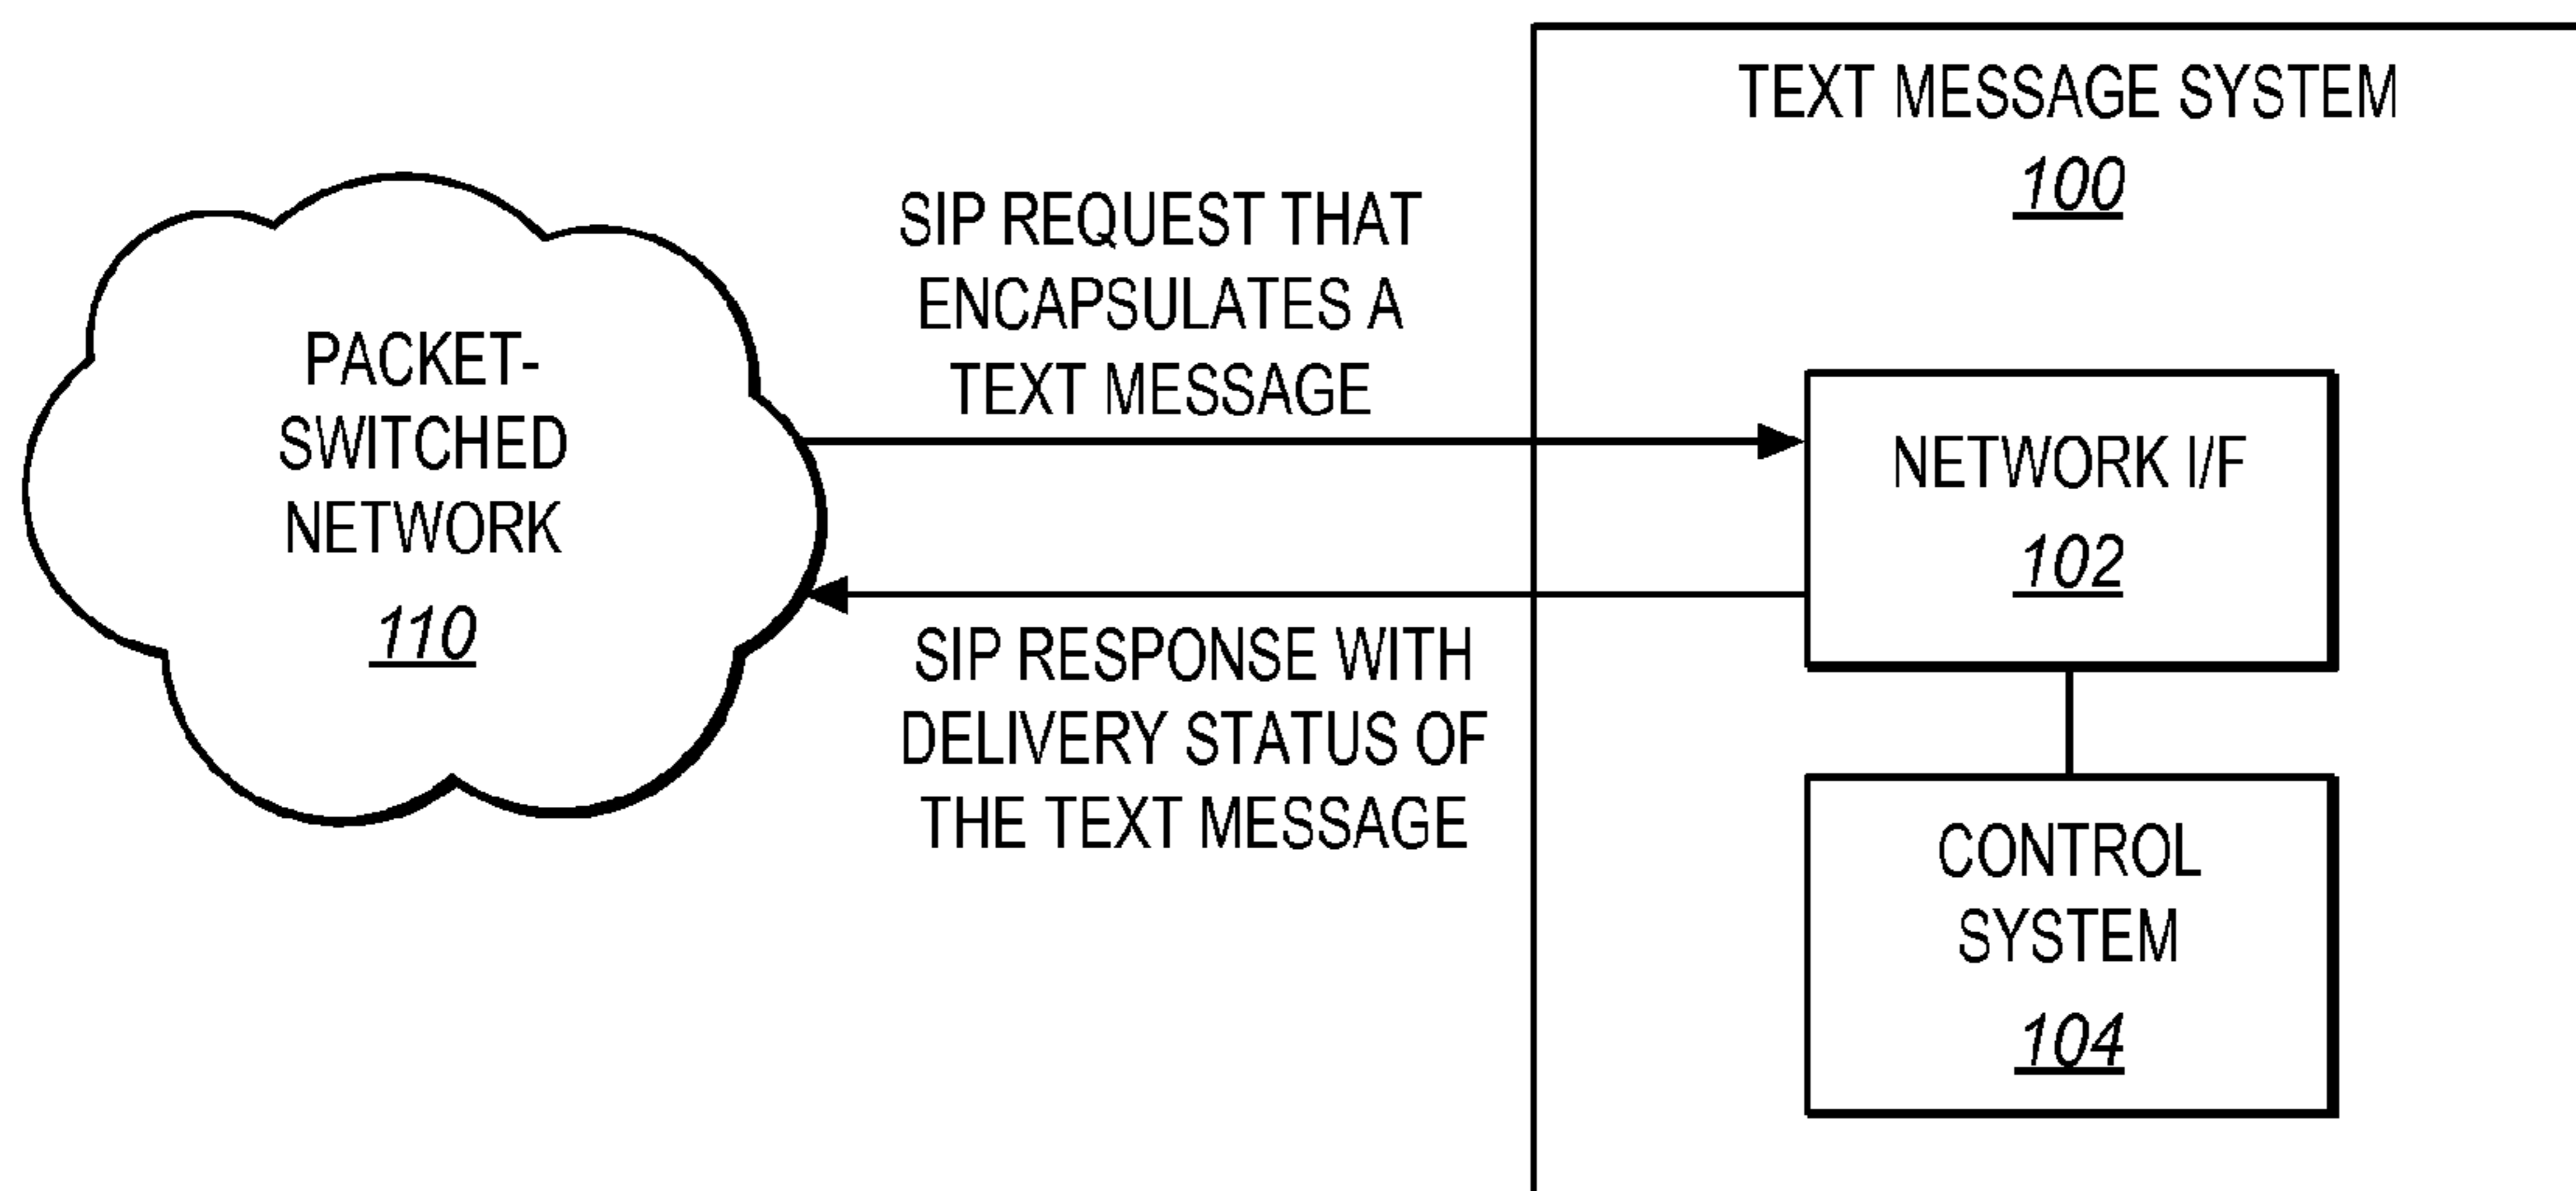 TEXT MESSAGE SYSTEM
100
SIP REQUEST THAT
ENCAPSULATES A
TEXT MESSAGE
PACKET-
SWITCHED
NETWORK
110
NETWORK I/F
102
SIP RESPONSE WITH
DELIVERY STATUS OF
THE TEXT MESSAGE
CONTROL
SYSTEM
104